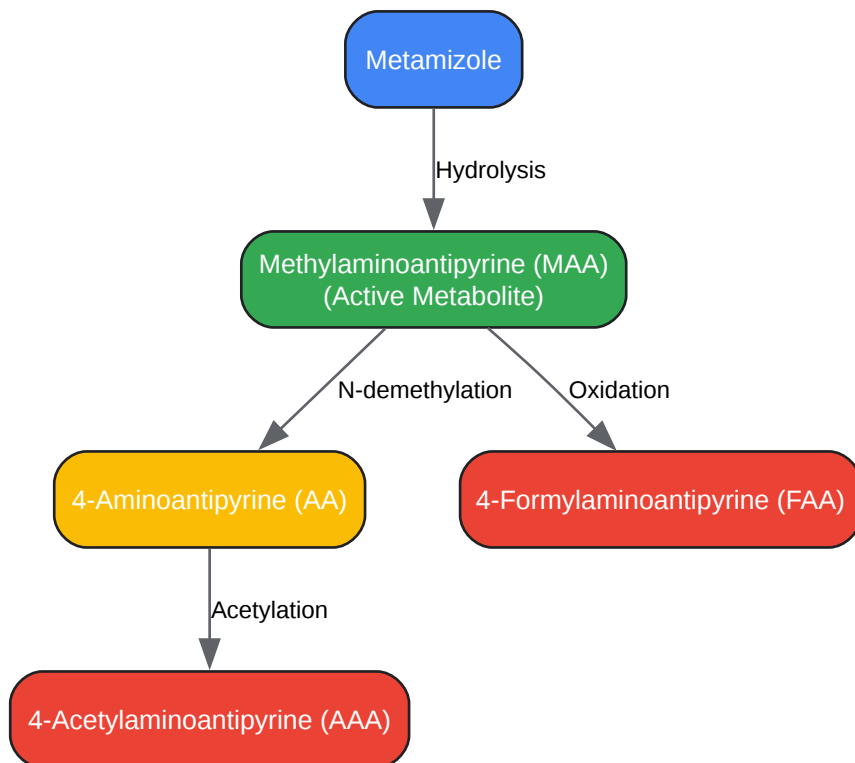 Metamizole
Hydrolysis
Methylaminoantipyrine (MAA)
(Active Metabolite)
N-demethylation
Oxidation
4-Aminoantipyrine (AA)
4-Formylaminoantipyrine (FAA)
Acetylation
4-Acetylaminoantipyrine (AAA)